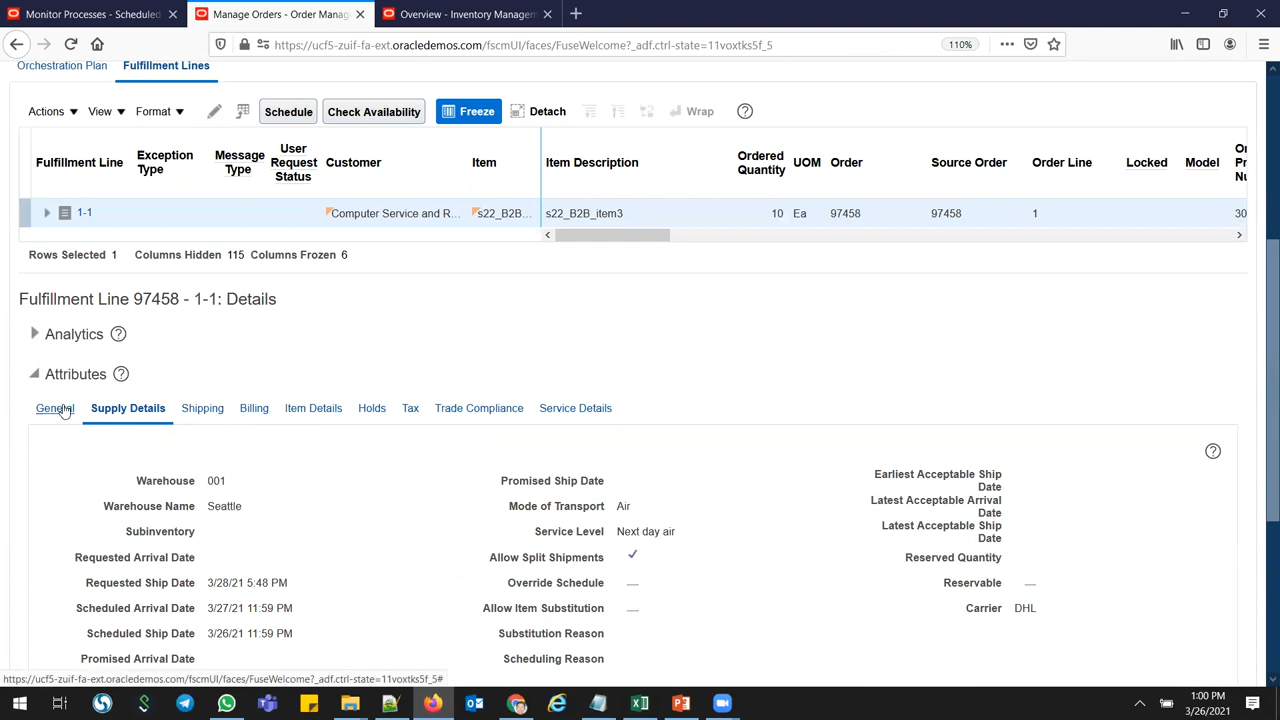 Monitor Processes - Scheduled
Manage Orders - Order Manag
Overview - Inventory Managem
https://ucf5-zuif-fa-ext.oracledemos.com/fscmUI/faces/FuseWelcome?_adf.ctrl-state=11voxtks5f_5
110%
Orchestration Plan Fulfillment Lines
Actions View Format Schedule Check Availability Freeze Detach Wrap
Fulfillment Line
Exception Type
Message Type
User Request Status
Customer
Item
Item Description
Ordered Quantity
UOM
Order
Source Order
Order Line
Locked
Model
Or
Pr
Nu
1-1 Computer Service and R... s22_B2B... s22_B2B_item3 10 Ea 97458 97458 1 30
Rows Selected 1 Columns Hidden 115 Columns Frozen 6
Fulfillment Line 97458 - 1-1: Details
Analytics
Attributes
General Supply Details Shipping Billing Item Details Holds Tax Trade Compliance Service Details
Warehouse 001
Warehouse Name Seattle
Subinventory
Requested Arrival Date
Requested Ship Date 3/28/21 5:48 PM
Scheduled Arrival Date 3/27/21 11:59 PM
Scheduled Ship Date 3/26/21 11:59 PM
Promised Arrival Date
Promised Ship Date
Mode of Transport Air
Service Level Next day air
Allow Split Shipments
Override Schedule
Allow Item Substitution
Substitution Reason
Scheduling Reason
Earliest Acceptable Ship
Date
Latest Acceptable Arrival
Date
Latest Acceptable Ship
Date
Reserved Quantity
Reservable
Carrier DHL
https://ucf5-zuif-fa-ext.oracledemos.com/fscmUI/faces/FuseWelcome?_adf.ctrl-state=11voxtks5f_5#
1:00 PM
3/26/2021